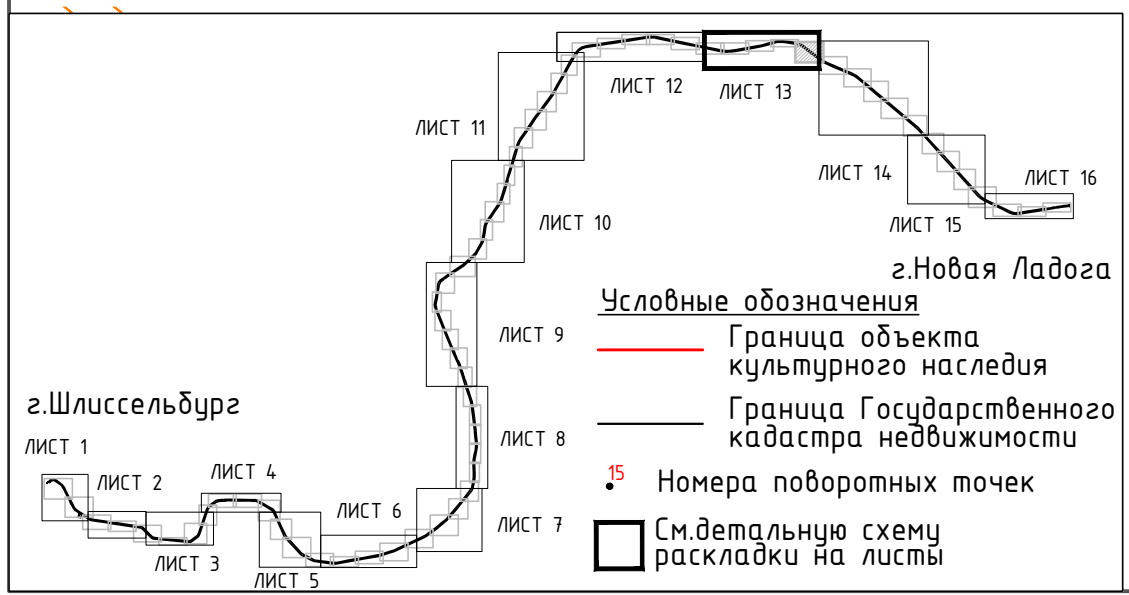 ЛИСТ 12
ЛИСТ 13
ЛИСТ 11
ЛИСТ 14
ЛИСТ 16
ЛИСТ 10
ЛИСТ 15
г.Новая Ладога
Условные обозначения
ЛИСТ 9
Граница объекта
культурного наследия
г.Шлиссельбург
Граница Государственного
кадастра недвижимости
ЛИСТ 1
ЛИСТ 8
ЛИСТ 2
ЛИСТ 4
15
Номера поворотных точек
ЛИСТ 6
ЛИСТ 7
См.детальную схему
раскладки на листы
ЛИСТ 3
ЛИСТ 5